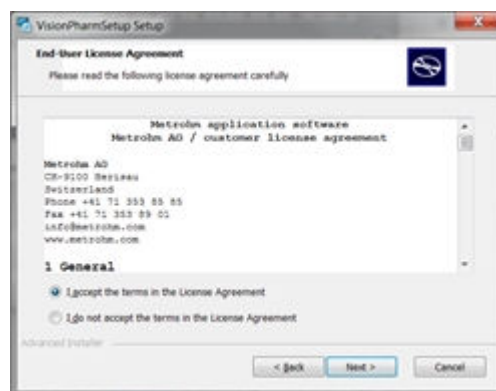 VisionPharmSetup Setup
End-User License Agreement
Please read the following license agreement carefully
Metrohm application software
Metrohm AG / customer license agreement
Metrohm AG
CH-9100 Herisau
Switzerland
Phone +41 71 353 85 85
Fax +41 71 353 89 01
info@metrohm.com
www.metrohm.com
1 General
I accept the terms in the License Agreement
I do not accept the terms in the License Agreement
Advanced Installer
< Back
Next >
Cancel